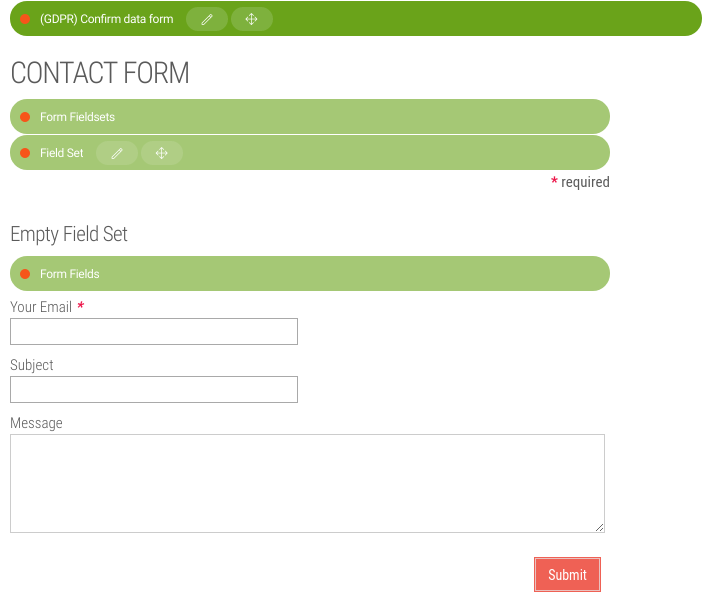 (GDPR) Confirm data form
CONTACT FORM
Form Fieldsets
Field Set
* required
Empty Field Set
Form Fields
Your Email *
Subject
Message
Submit